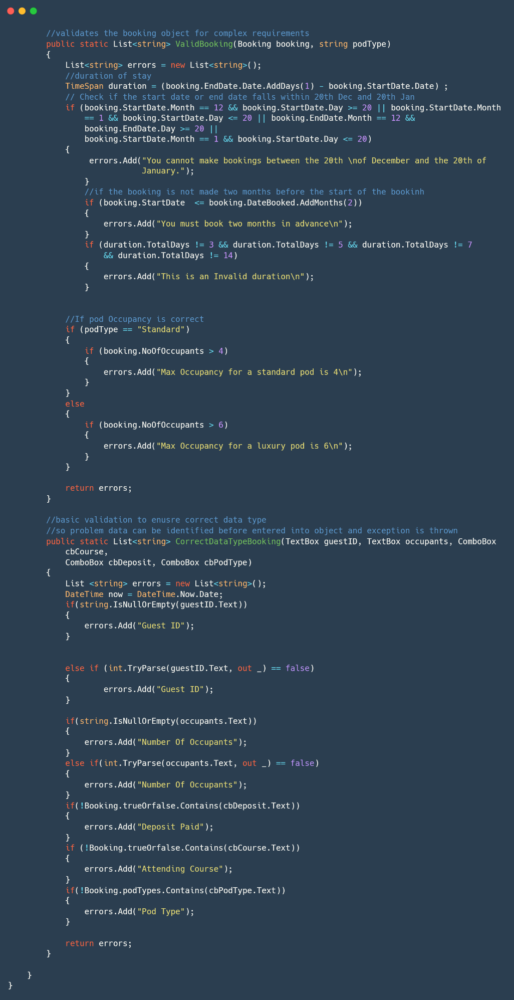 //validates the booking object for complex requirements
public static List<string> ValidBooking(Booking booking, string podType)
{
List<string> errors = new List<string>();
//duration of stay
TimeSpan duration = (booking.EndDate.Date.AddDays(1) - booking.StartDate.Date) ;
// Check if the start date or end date falls within 20th Dec and 20th Jan
if (booking.StartDate.Month == 12 && booking.StartDate.Day >= 20 || booking.StartDate.Month
== 1 && booking.StartDate.Day <= 20 || booking.EndDate.Month == 12 &&
booking.EndDate.Day >= 20 ||
booking.StartDate.Month == 1 && booking.StartDate.Day <= 20)
{
errors.Add("You cannot make bookings between the 20th \nof December and the 20th of
January.");
}
//if the booking is not made two months before the start of the bookinh
if (booking.StartDate  <= booking.DateBooked.AddMonths(2))
{
errors.Add("You must book two months in advance\n");
}
if (duration.TotalDays != 3 && duration.TotalDays != 5 && duration.TotalDays != 7
&& duration.TotalDays != 14)
{
errors.Add("This is an Invalid duration\n");
}
//If pod Occupancy is correct
if (podType == "Standard")
{
if (booking.NoOfOccupants > 4)
{
errors.Add("Max Occupancy for a standard pod is 4\n");
}
}
else
{
if (booking.NoOfOccupants > 6)
{
errors.Add("Max Occupancy for a luxury pod is 6\n");
}
}
return errors;
}
//basic validation to enusre correct data type
//so problem data can be identified before entered into object and exception is thrown
public static List<string> CorrectDataTypeBooking(TextBox guestID, TextBox occupants, ComboBox
cbCourse,
ComboBox cbDeposit, ComboBox cbPodType)
{
List <string> errors = new List<string>();
DateTime now = DateTime.Now.Date;
if(string.IsNullOrEmpty(guestID.Text))
{
errors.Add("Guest ID");
}
else if (int.TryParse(guestID.Text, out _) == false)
{
errors.Add("Guest ID");
}
if(string.IsNullOrEmpty(occupants.Text))
{
errors.Add("Number Of Occupants");
}
else if(int.TryParse(occupants.Text, out _) == false)
{
errors.Add("Number Of Occupants");
}
if(!Booking.trueOrfalse.Contains(cbDeposit.Text))
{
errors.Add("Deposit Paid");
}
if (!Booking.trueOrfalse.Contains(cbCourse.Text))
{
errors.Add("Attending Course");
}
if(!Booking.podTypes.Contains(cbPodType.Text))
{
errors.Add("Pod Type");
}
return errors;
}
}
}